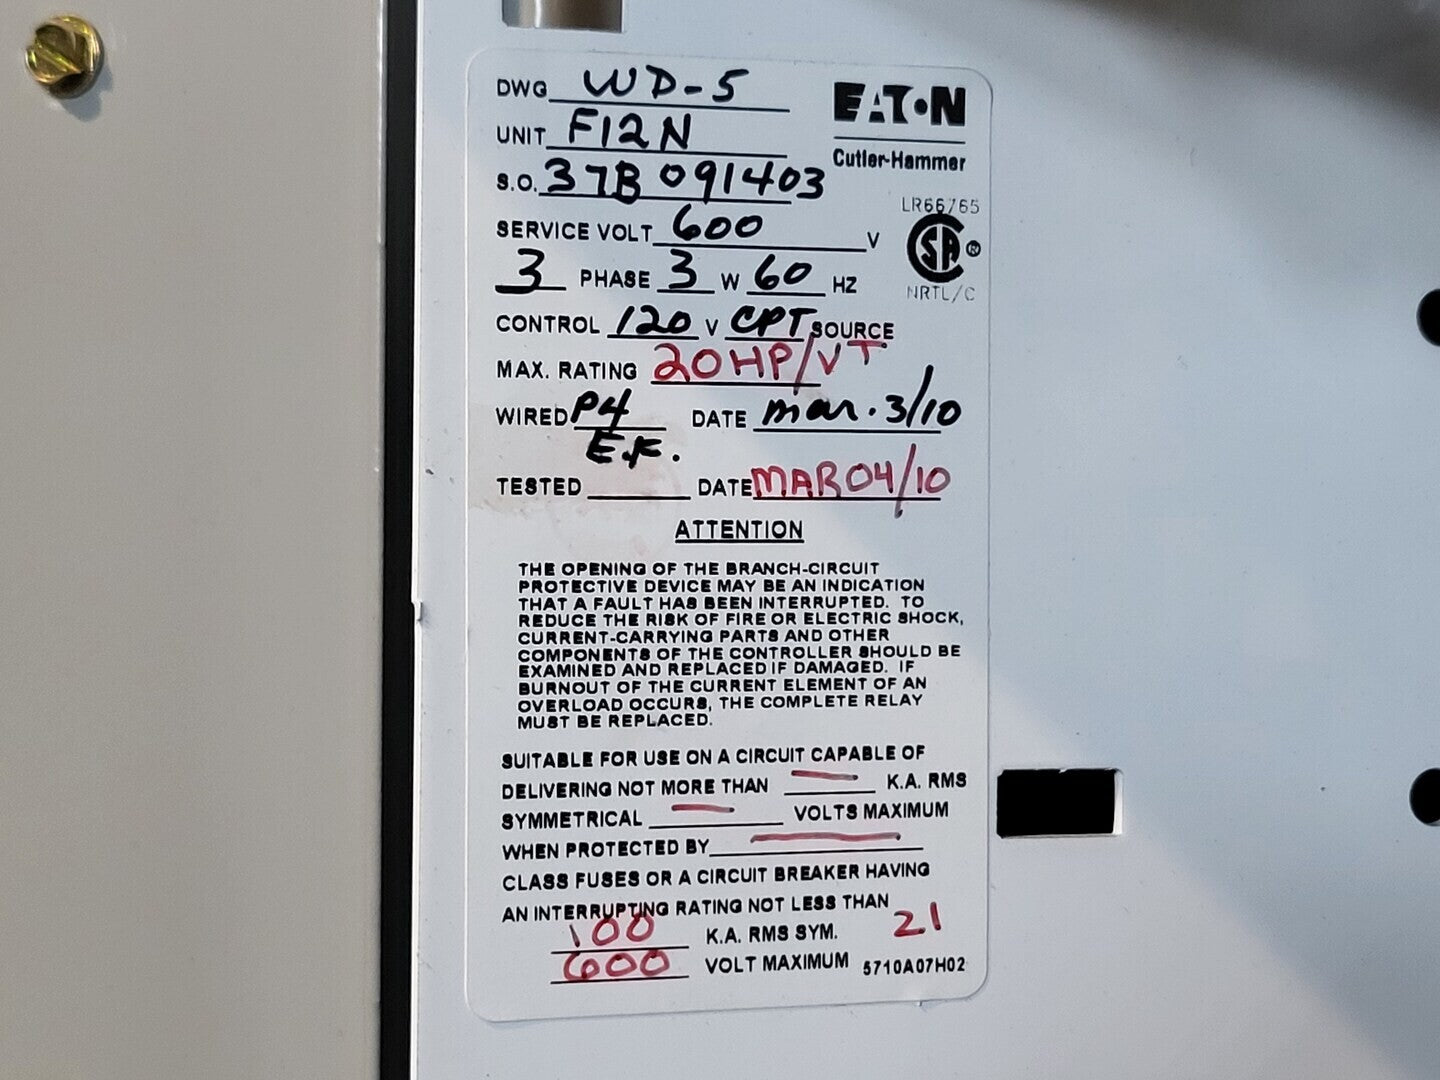 DWG WD-5
EATON
UNIT F12N
Cutler-Hammer
S.O. 37B091403
LR66765
SERVICE VOLT 600 V
SA
3 PHASE 3 W 60 HZ
NRTL/C
CONTROL 120 V CPT SOURCE
MAX. RATING 20HP/VT
WIRED P4 DATE Mar. 3/10
E.K.
TESTED DATE MAR04/10
ATTENTION
THE OPENING OF THE BRANCH-CIRCUIT
PROTECTIVE DEVICE MAY BE AN INDICATION
THAT A FAULT HAS BEEN INTERRUPTED. TO
REDUCE THE RISK OF FIRE OR ELECTRIC SHOCK,
CURRENT-CARRYING PARTS AND OTHER
COMPONENTS OF THE CONTROLLER SHOULD BE
EXAMINED AND REPLACED IF DAMAGED. IF
BURNOUT OF THE CURRENT ELEMENT OF AN
OVERLOAD OCCURS, THE COMPLETE RELAY
MUST BE REPLACED.
SUITABLE FOR USE ON A CIRCUIT CAPABLE OF
DELIVERING NOT MORE THAN — K.A. RMS
SYMMETRICAL — VOLTS MAXIMUM
WHEN PROTECTED BY —
CLASS FUSES OR A CIRCUIT BREAKER HAVING
AN INTERRUPTING RATING NOT LESS THAN
100 K.A. RMS SYM. 21
600 VOLT MAXIMUM 5710A07H02